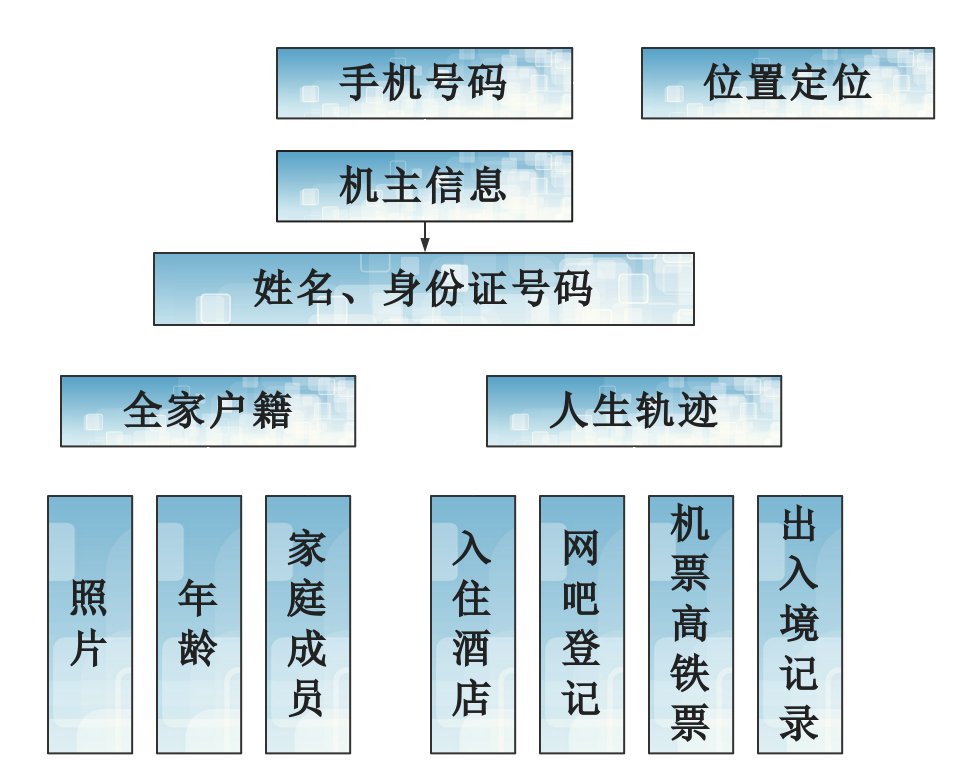 手机号码
位置定位
机主信息
姓名、身份证号码
全家户籍
人生轨迹
照片
年龄
家庭成员
入住酒店
网吧登记
机票高铁票
出入境记录